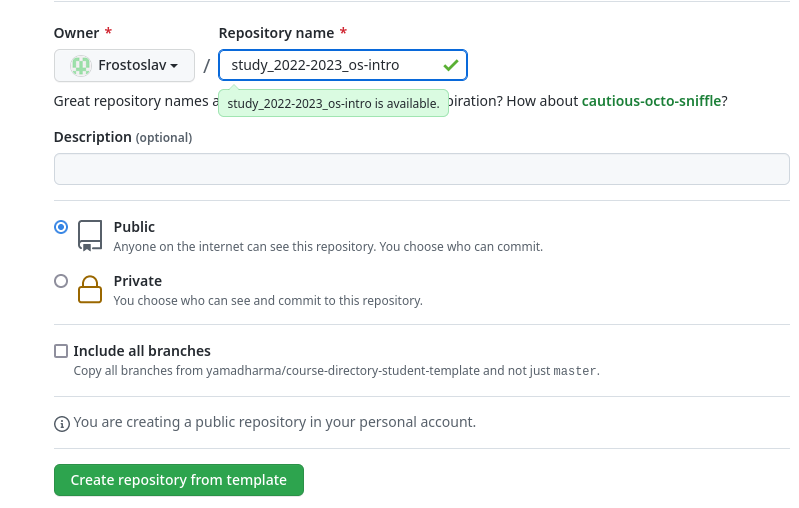 Owner * Repository name *
Frostoslav / study_2022-2023_os-intro
Great repository names a piration? How about cautious-octo-sniffle?
study_2022-2023_os-intro is available.
Description (optional)
Public
Anyone on the internet can see this repository. You choose who can commit.
Private
You choose who can see and commit to this repository.
Include all branches
Copy all branches from yamadharma/course-directory-student-template and not just master.
You are creating a public repository in your personal account.
Create repository from template